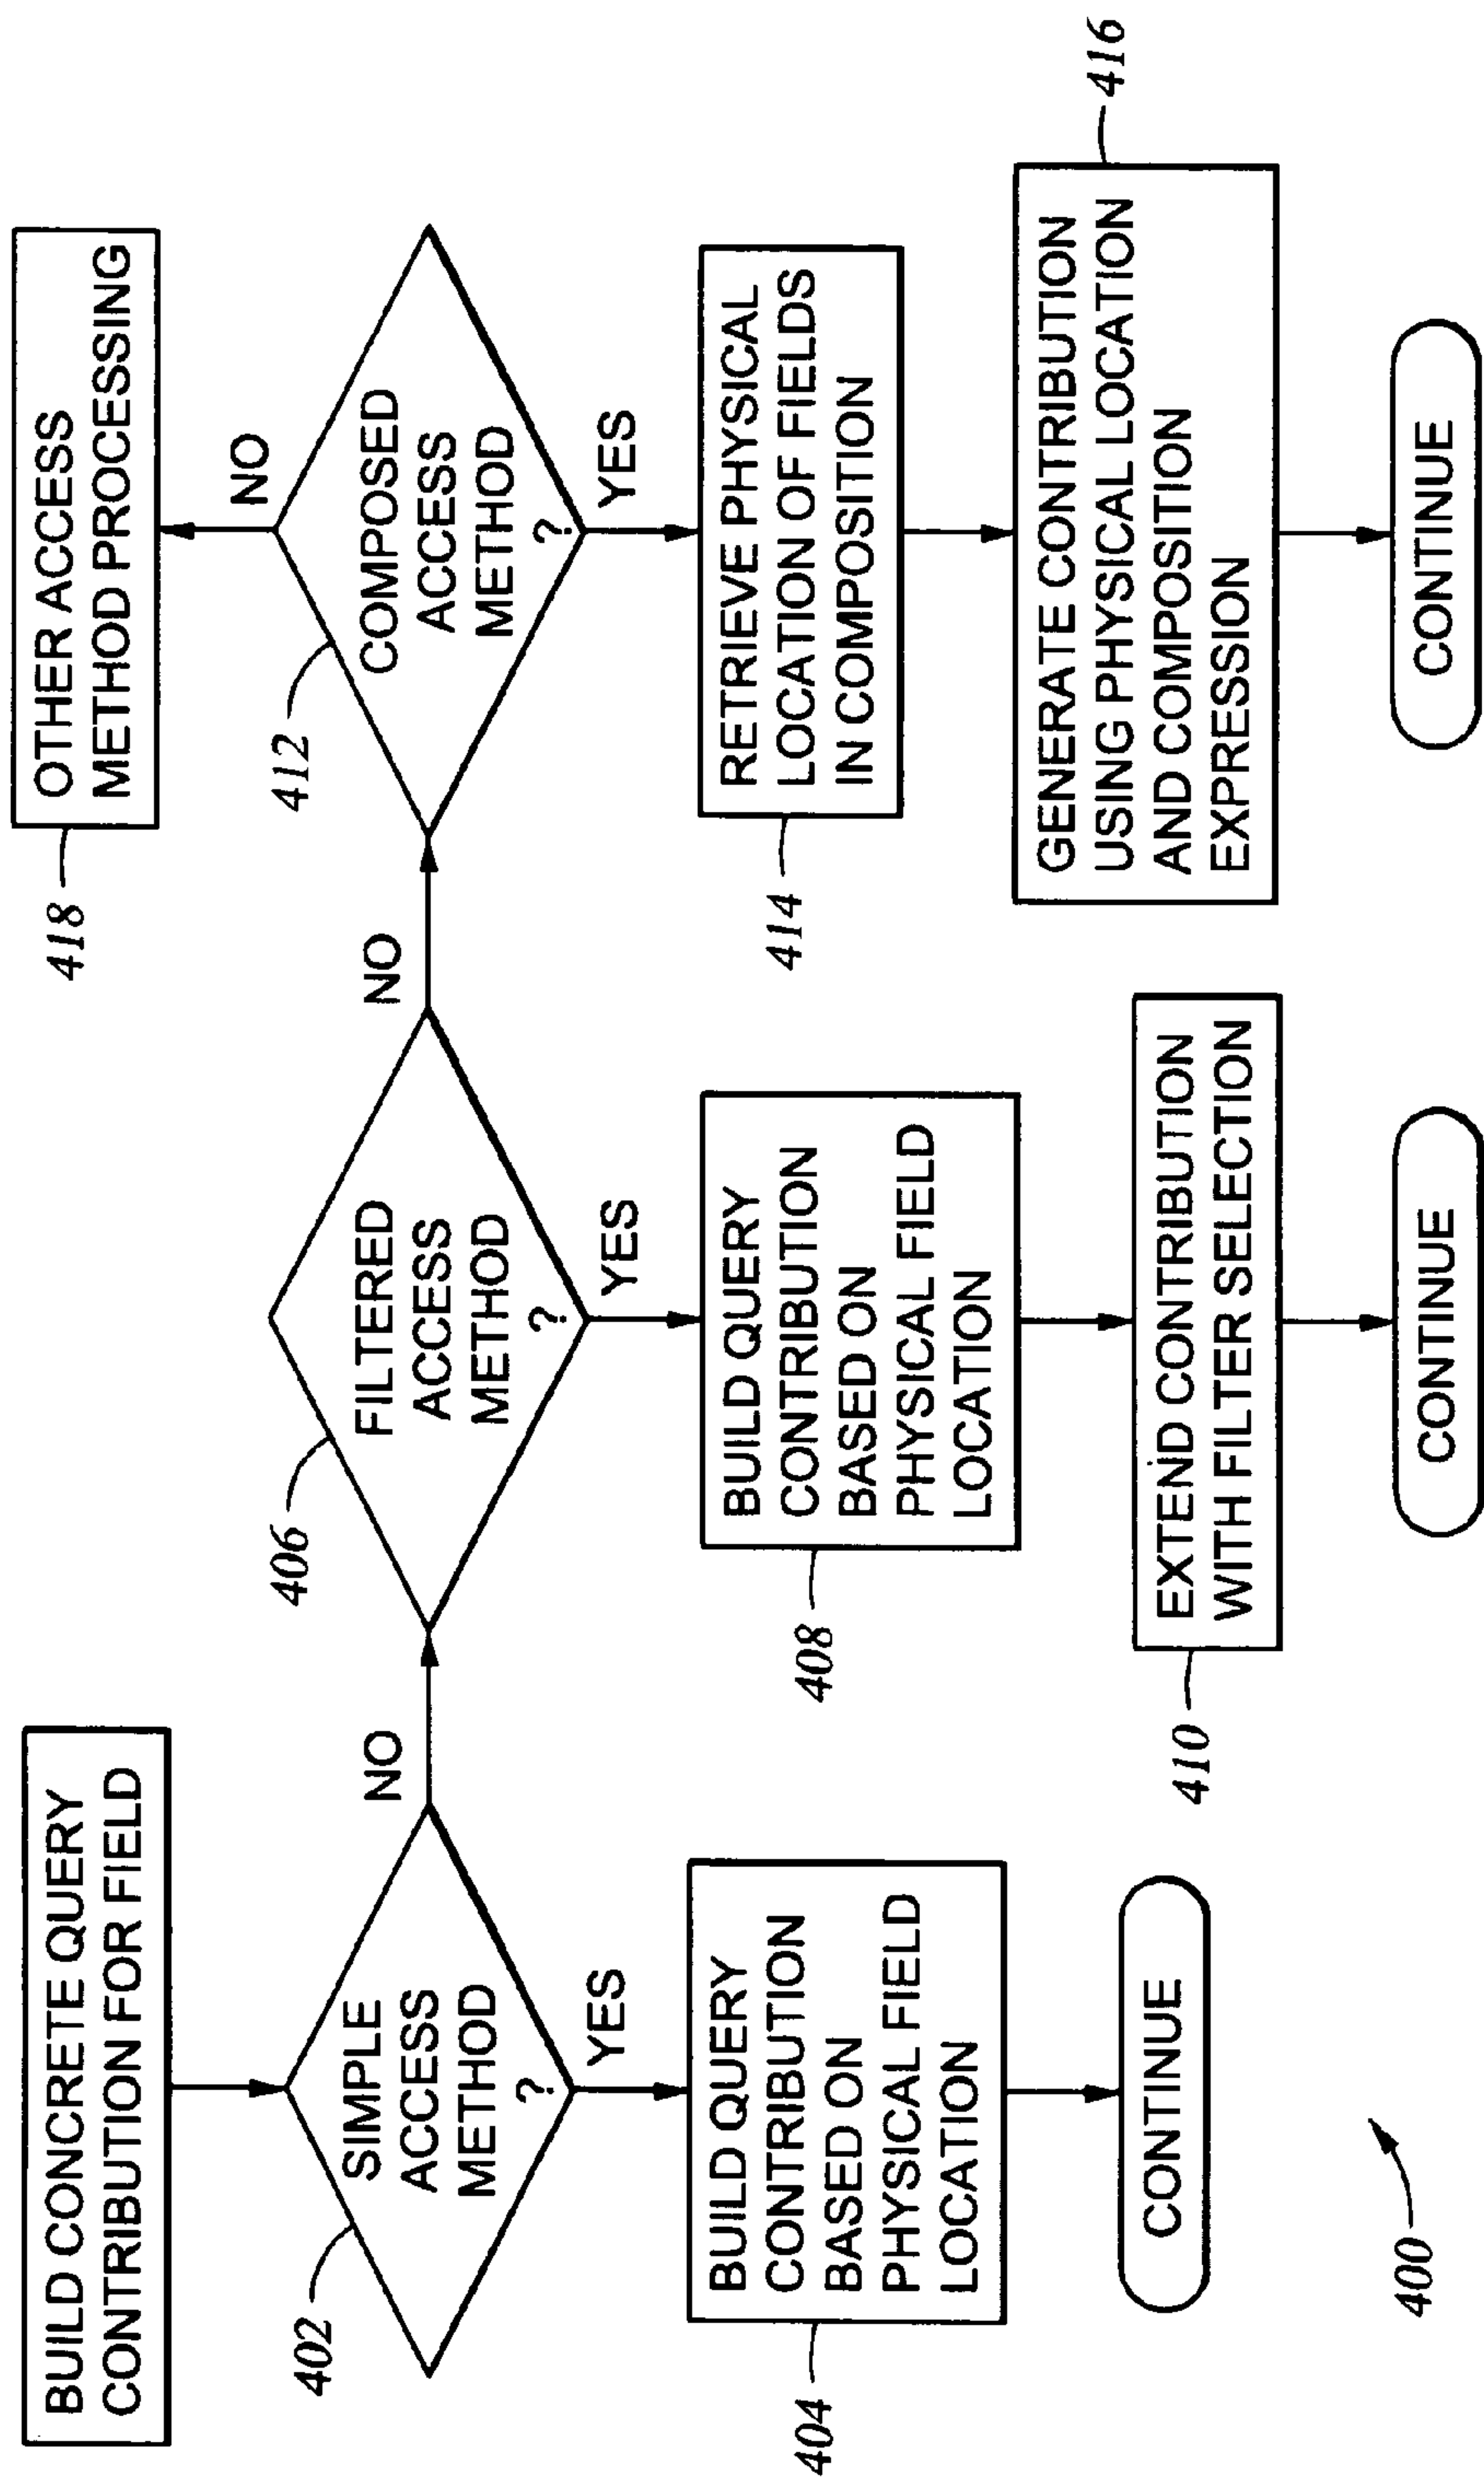 BUILD CONCRETE QUERY
CONTRIBUTION FOR FIELD
402
SIMPLE
ACCESS
METHOD
?
NO
YES
404
BUILD QUERY
CONTRIBUTION
BASED ON
PHYSICAL FIELD
LOCATION
CONTINUE
406
FILTERED
ACCESS
METHOD
?
NO
YES
408
BUILD QUERY
CONTRIBUTION
BASED ON
PHYSICAL FIELD
LOCATION
410
EXTEND CONTRIBUTION
WITH FILTER SELECTION
CONTINUE
418
OTHER ACCESS
METHOD PROCESSING
NO
412
COMPOSED
ACCESS
METHOD
?
YES
414
RETRIEVE PHYSICAL
LOCATION OF FIELDS
IN COMPOSITION
416
GENERATE CONTRIBUTION
USING PHYSICAL LOCATION
AND COMPOSITION
EXPRESSION
CONTINUE
400